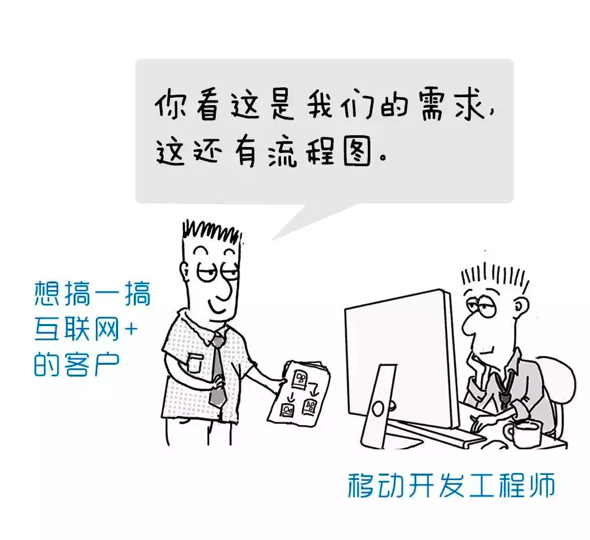 你看这是我们的需求,
这还有流程图。
想搞一搞
互联网+
的客户
移动开发工程师